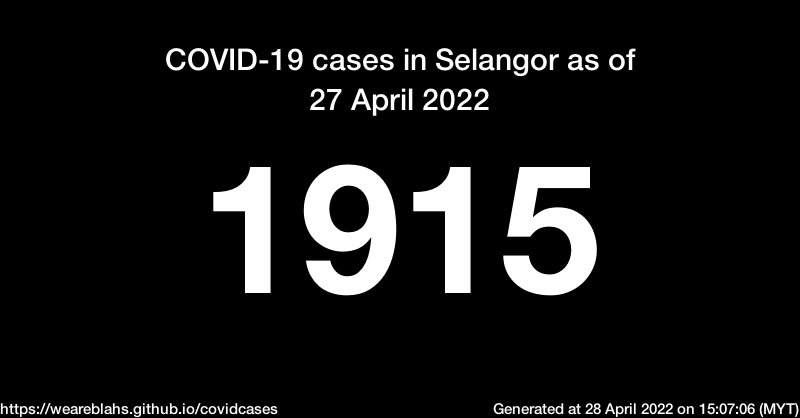 COVID-19 cases in Selangor as of
27 April 2022
1915
https://weareblahs.github.io/covidcases
Generated at 28 April 2022 on 15:07:06 (MYT)